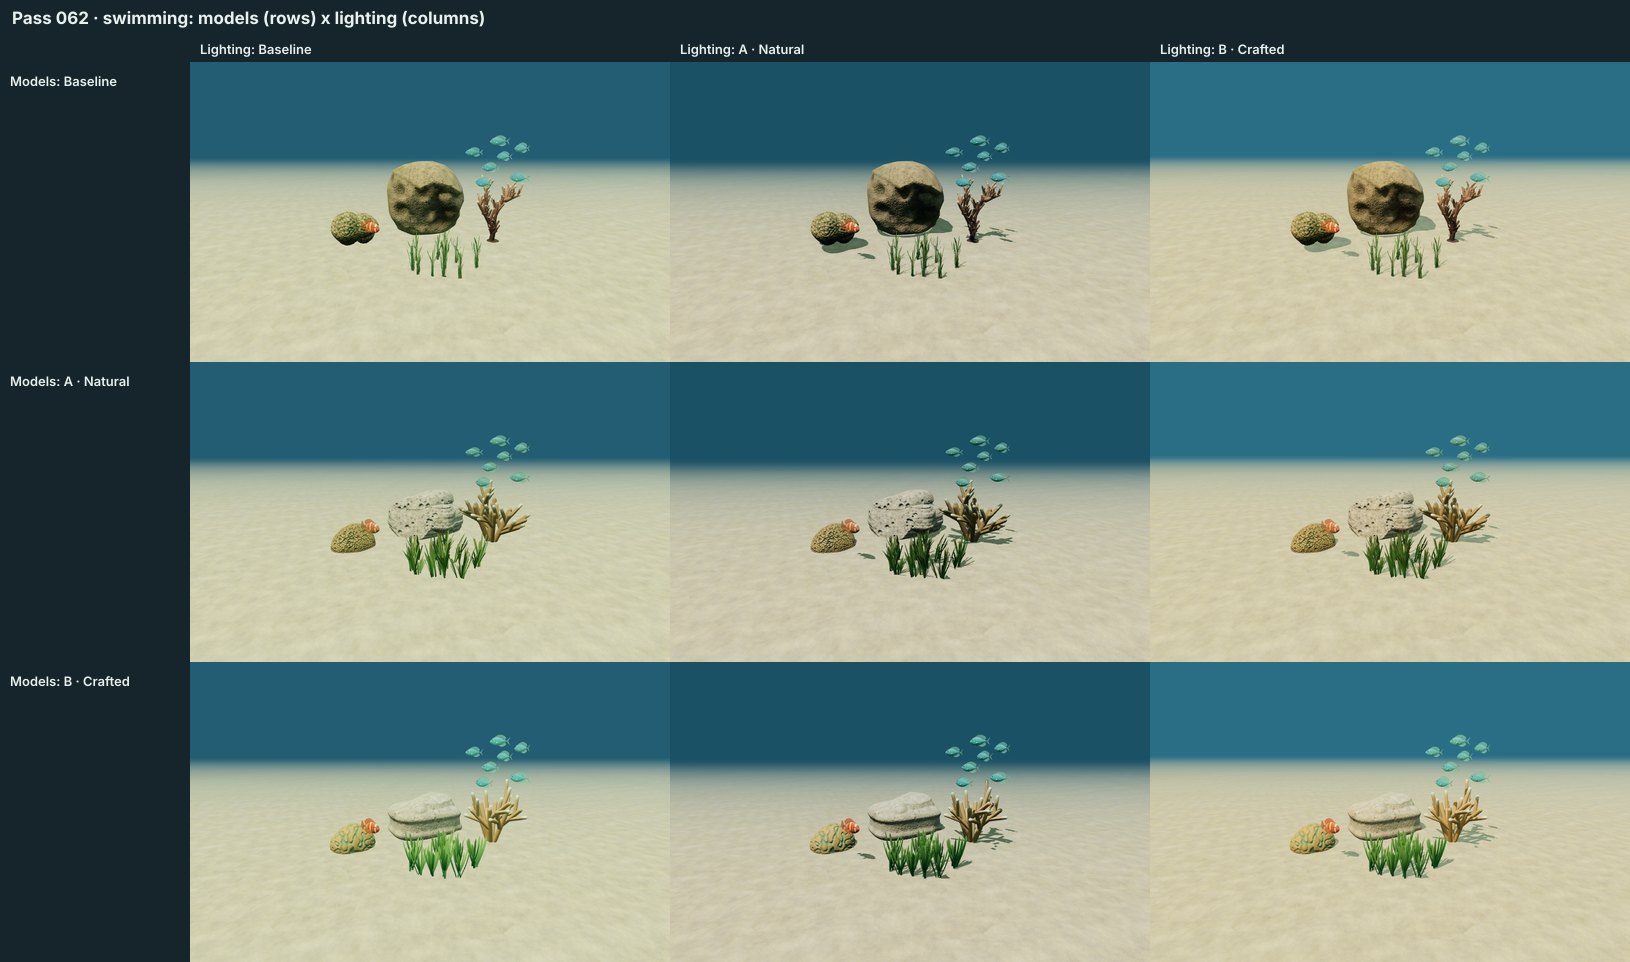 Pass 062 · swimming: models (rows) x lighting (columns)
Lighting: Baseline
Lighting: A · Natural
Lighting: B · Crafted
Models: Baseline
Models: A · Natural
Models: B · Crafted